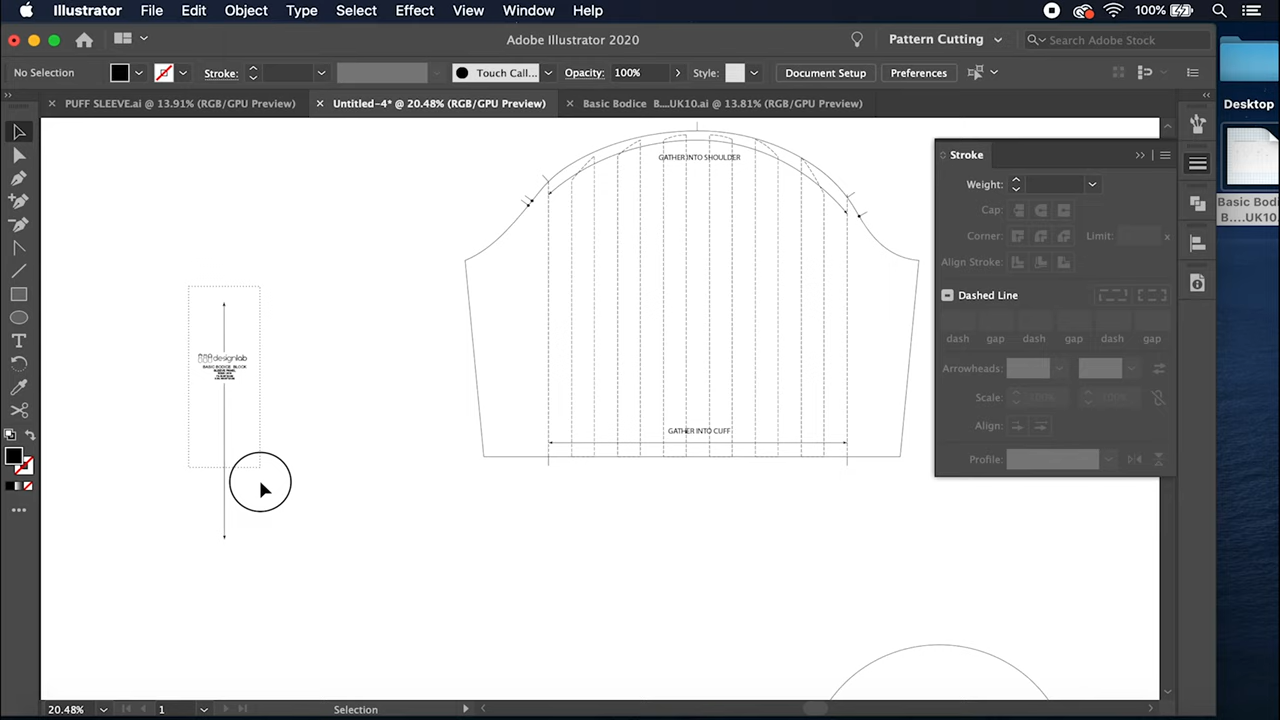 Illustrator File Edit Object Type Select Effect View Window Help 100%
Adobe Illustrator 2020 Pattern Cutting Search Adobe Stock
No Selection Stroke: Touch Call... Opacity: 100% Style: Document Setup Preferences
PUFF SLEEVE.ai @ 13.91% (RGB/GPU Preview) Untitled-4* @ 20.48% (RGB/GPU Preview) Basic Bodice B....UK10.ai @ 13.81% (RGB/GPU Preview)
Desktop
Basic Bodi
B....UK10
GATHER INTO SHOULDER
GATHER INTO CUFF
designlab
BASIC BODICE BLOCK
Stroke
Weight:
Cap:
Corner: Limit: x
Align Stroke:
Dashed Line
dash gap dash gap dash gap
Arrowheads:
Scale: 100% 100%
Align:
Profile:
20.48% 1 Selection